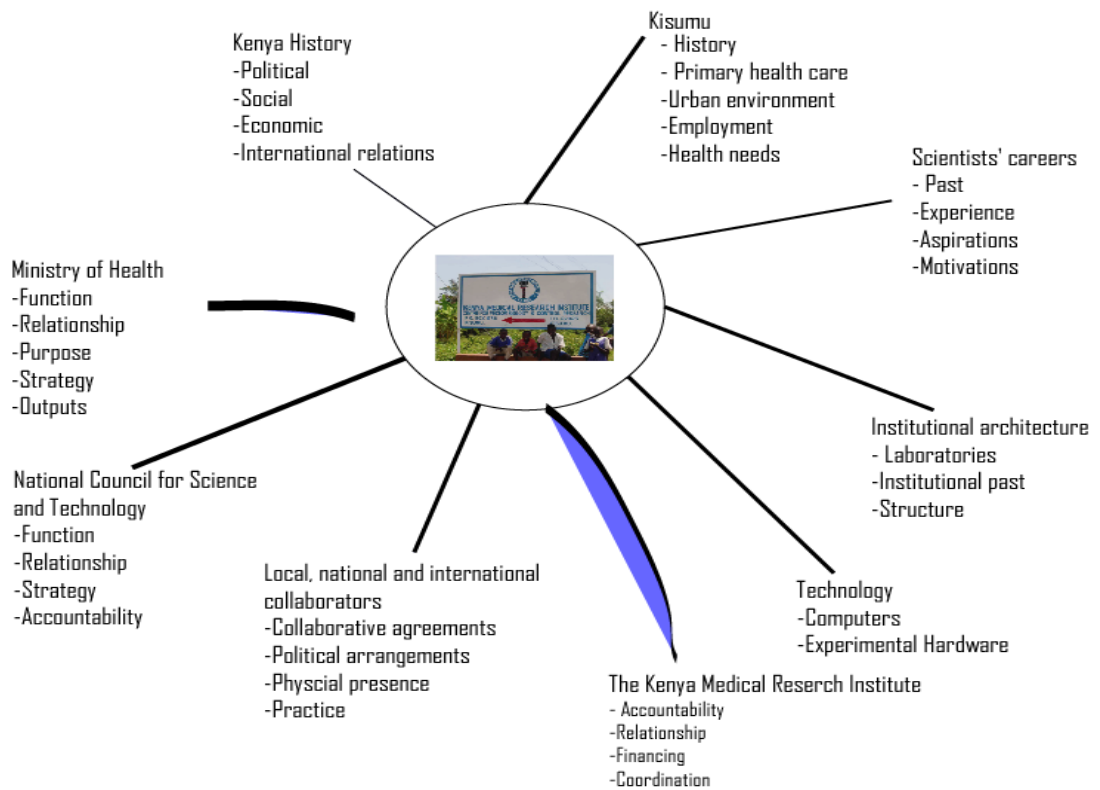 Kenya History
-Political
-Social
-Economic
-International relations
Kisumu
- History
- Primary health care
-Urban environment
-Employment
-Health needs
Scientists' careers
- Past
-Experience
-Aspirations
-Motivations
Ministry of Health
-Function
-Relationship
-Purpose
-Strategy
-Outputs
KENYA MEDICAL RESEARCH INSTITUTE
Institutional architecture
- Laboratories
-Institutional past
-Structure
National Council for Science
and Technology
-Function
-Relationship
-Strategy
-Accountability
Local, national and international
collaborators
-Collaborative agreements
-Political arrangements
-Physcial presence
-Practice
Technology
-Computers
-Experimental Hardware
The Kenya Medical Reserch Institute
- Accountability
-Relationship
-Financing
-Coordination